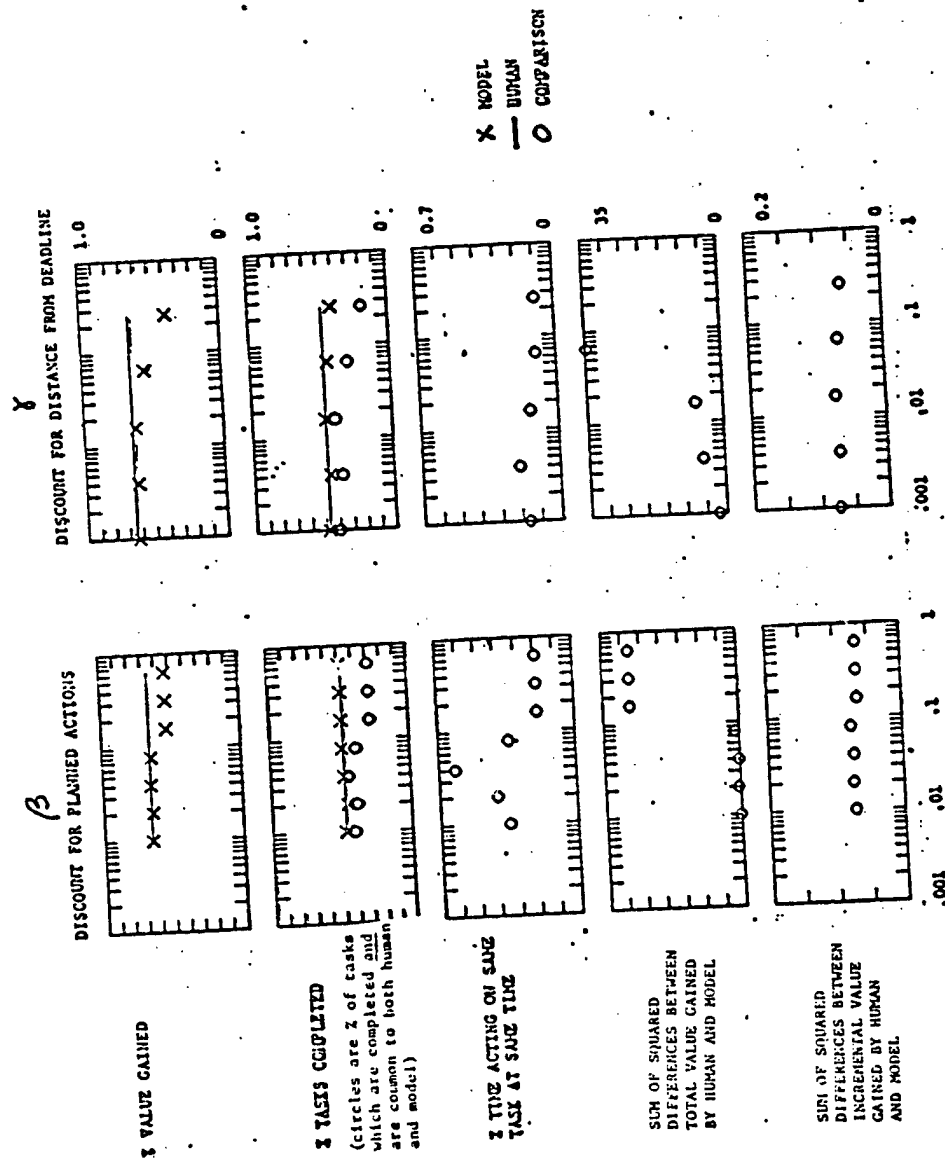 β
DISCOUNT FOR PLANNED ACTIONS
γ
DISCOUNT FOR DISTANCE FROM DEADLINE
% VALUE GAINED
1.0
0
% TASKS COMPLETED
(circles are % of tasks
which are completed and
are common to both human
and model)
1.0
0
% TIME ACTING ON SAME
TASK AT SAME TIME
0.7
0
SUM OF SQUARED
DIFFERENCES BETWEEN
TOTAL VALUE GAINED
BY HUMAN AND MODEL
35
0
SUM OF SQUARED
DIFFERENCES BETWEEN
INCREMENTAL VALUE
GAINED BY HUMAN
AND MODEL
0.2
0
.001 .01 .1 1
.001 .01 .1 1
X MODEL
— HUMAN
O COMPARISON